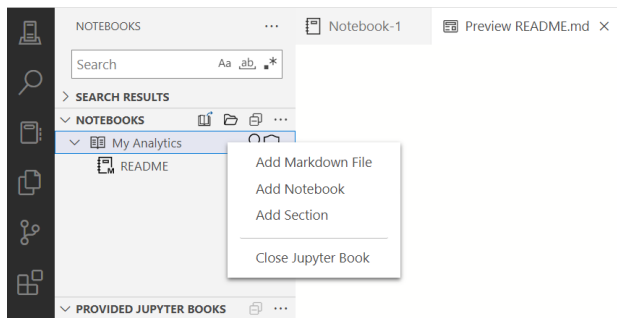 NOTEBOOKS
Notebook-1
Preview README.md
Search
Aa ab
SEARCH RESULTS
NOTEBOOKS
My Analytics
README
Add Markdown File
Add Notebook
Add Section
Close Jupyter Book
PROVIDED JUPYTER BOOKS